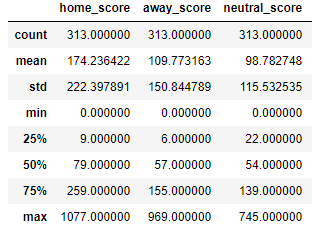 home_score away_score neutral_score
count 313.000000 313.000000 313.000000
mean 174.236422 109.773163 98.782748
std 222.397891 150.844789 115.532535
min 0.000000 0.000000 0.000000
25% 9.000000 6.000000 22.000000
50% 79.000000 57.000000 54.000000
75% 259.000000 155.000000 139.000000
max 1077.000000 969.000000 745.000000